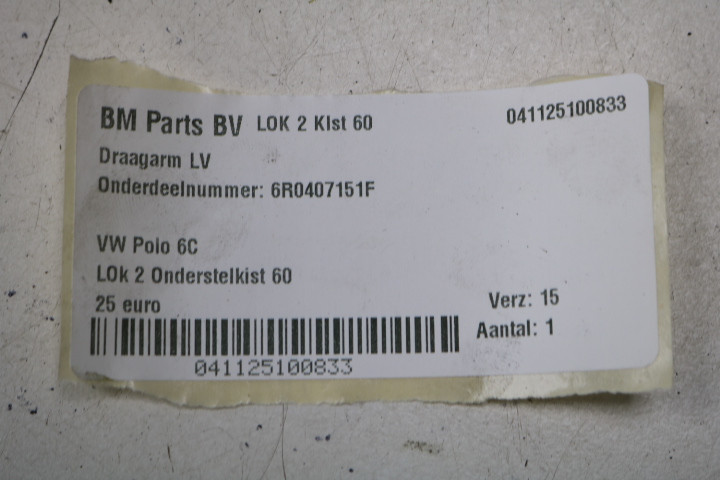 BM Parts BV LOK 2 Klst 60 041125100833
Draagarm LV
Onderdeelnummer: 6R0407151F
VW Polo 6C
LOk 2 Onderstelkist 60
25 euro Verz: 15
Aantal: 1
041125100833